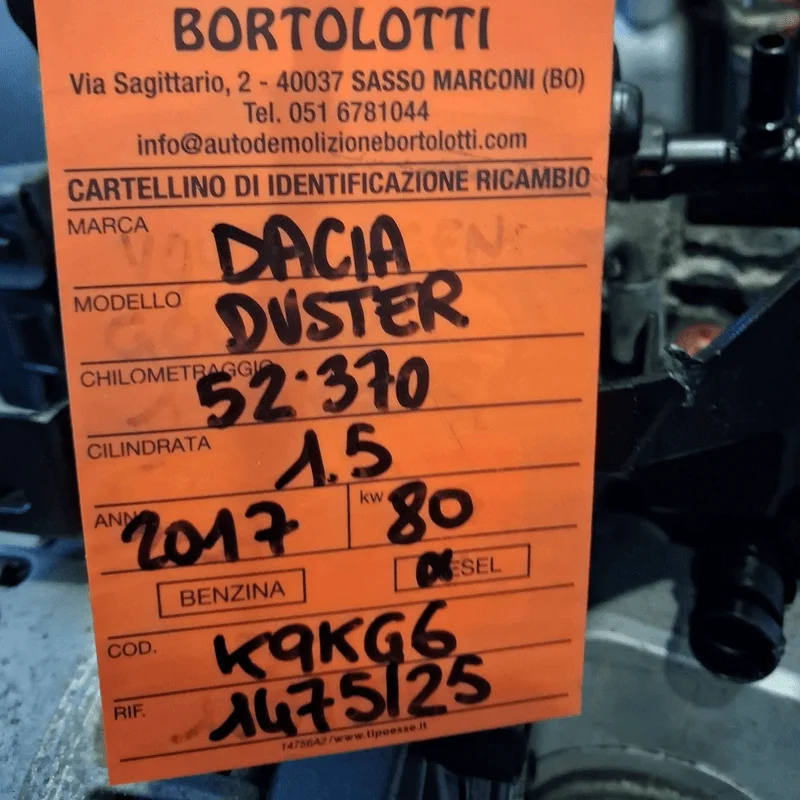 BORTOLOTTI
Via Sagittario, 2 - 40037 SASSO MARCONI (BO)
Tel. 051 6781044
info@autodemolizionebortolotti.com
CARTELLINO DI IDENTIFICAZIONE RICAMBIO
MARCA DACIA
MODELLO DUSTER
CHILOMETRAGGIO 52.370
CILINDRATA 1.5
ANN 2017 kw 80
BENZINA ESEL
COD. K9KG6
RIF. 1475/25
14756A2/www.tipoesse.it